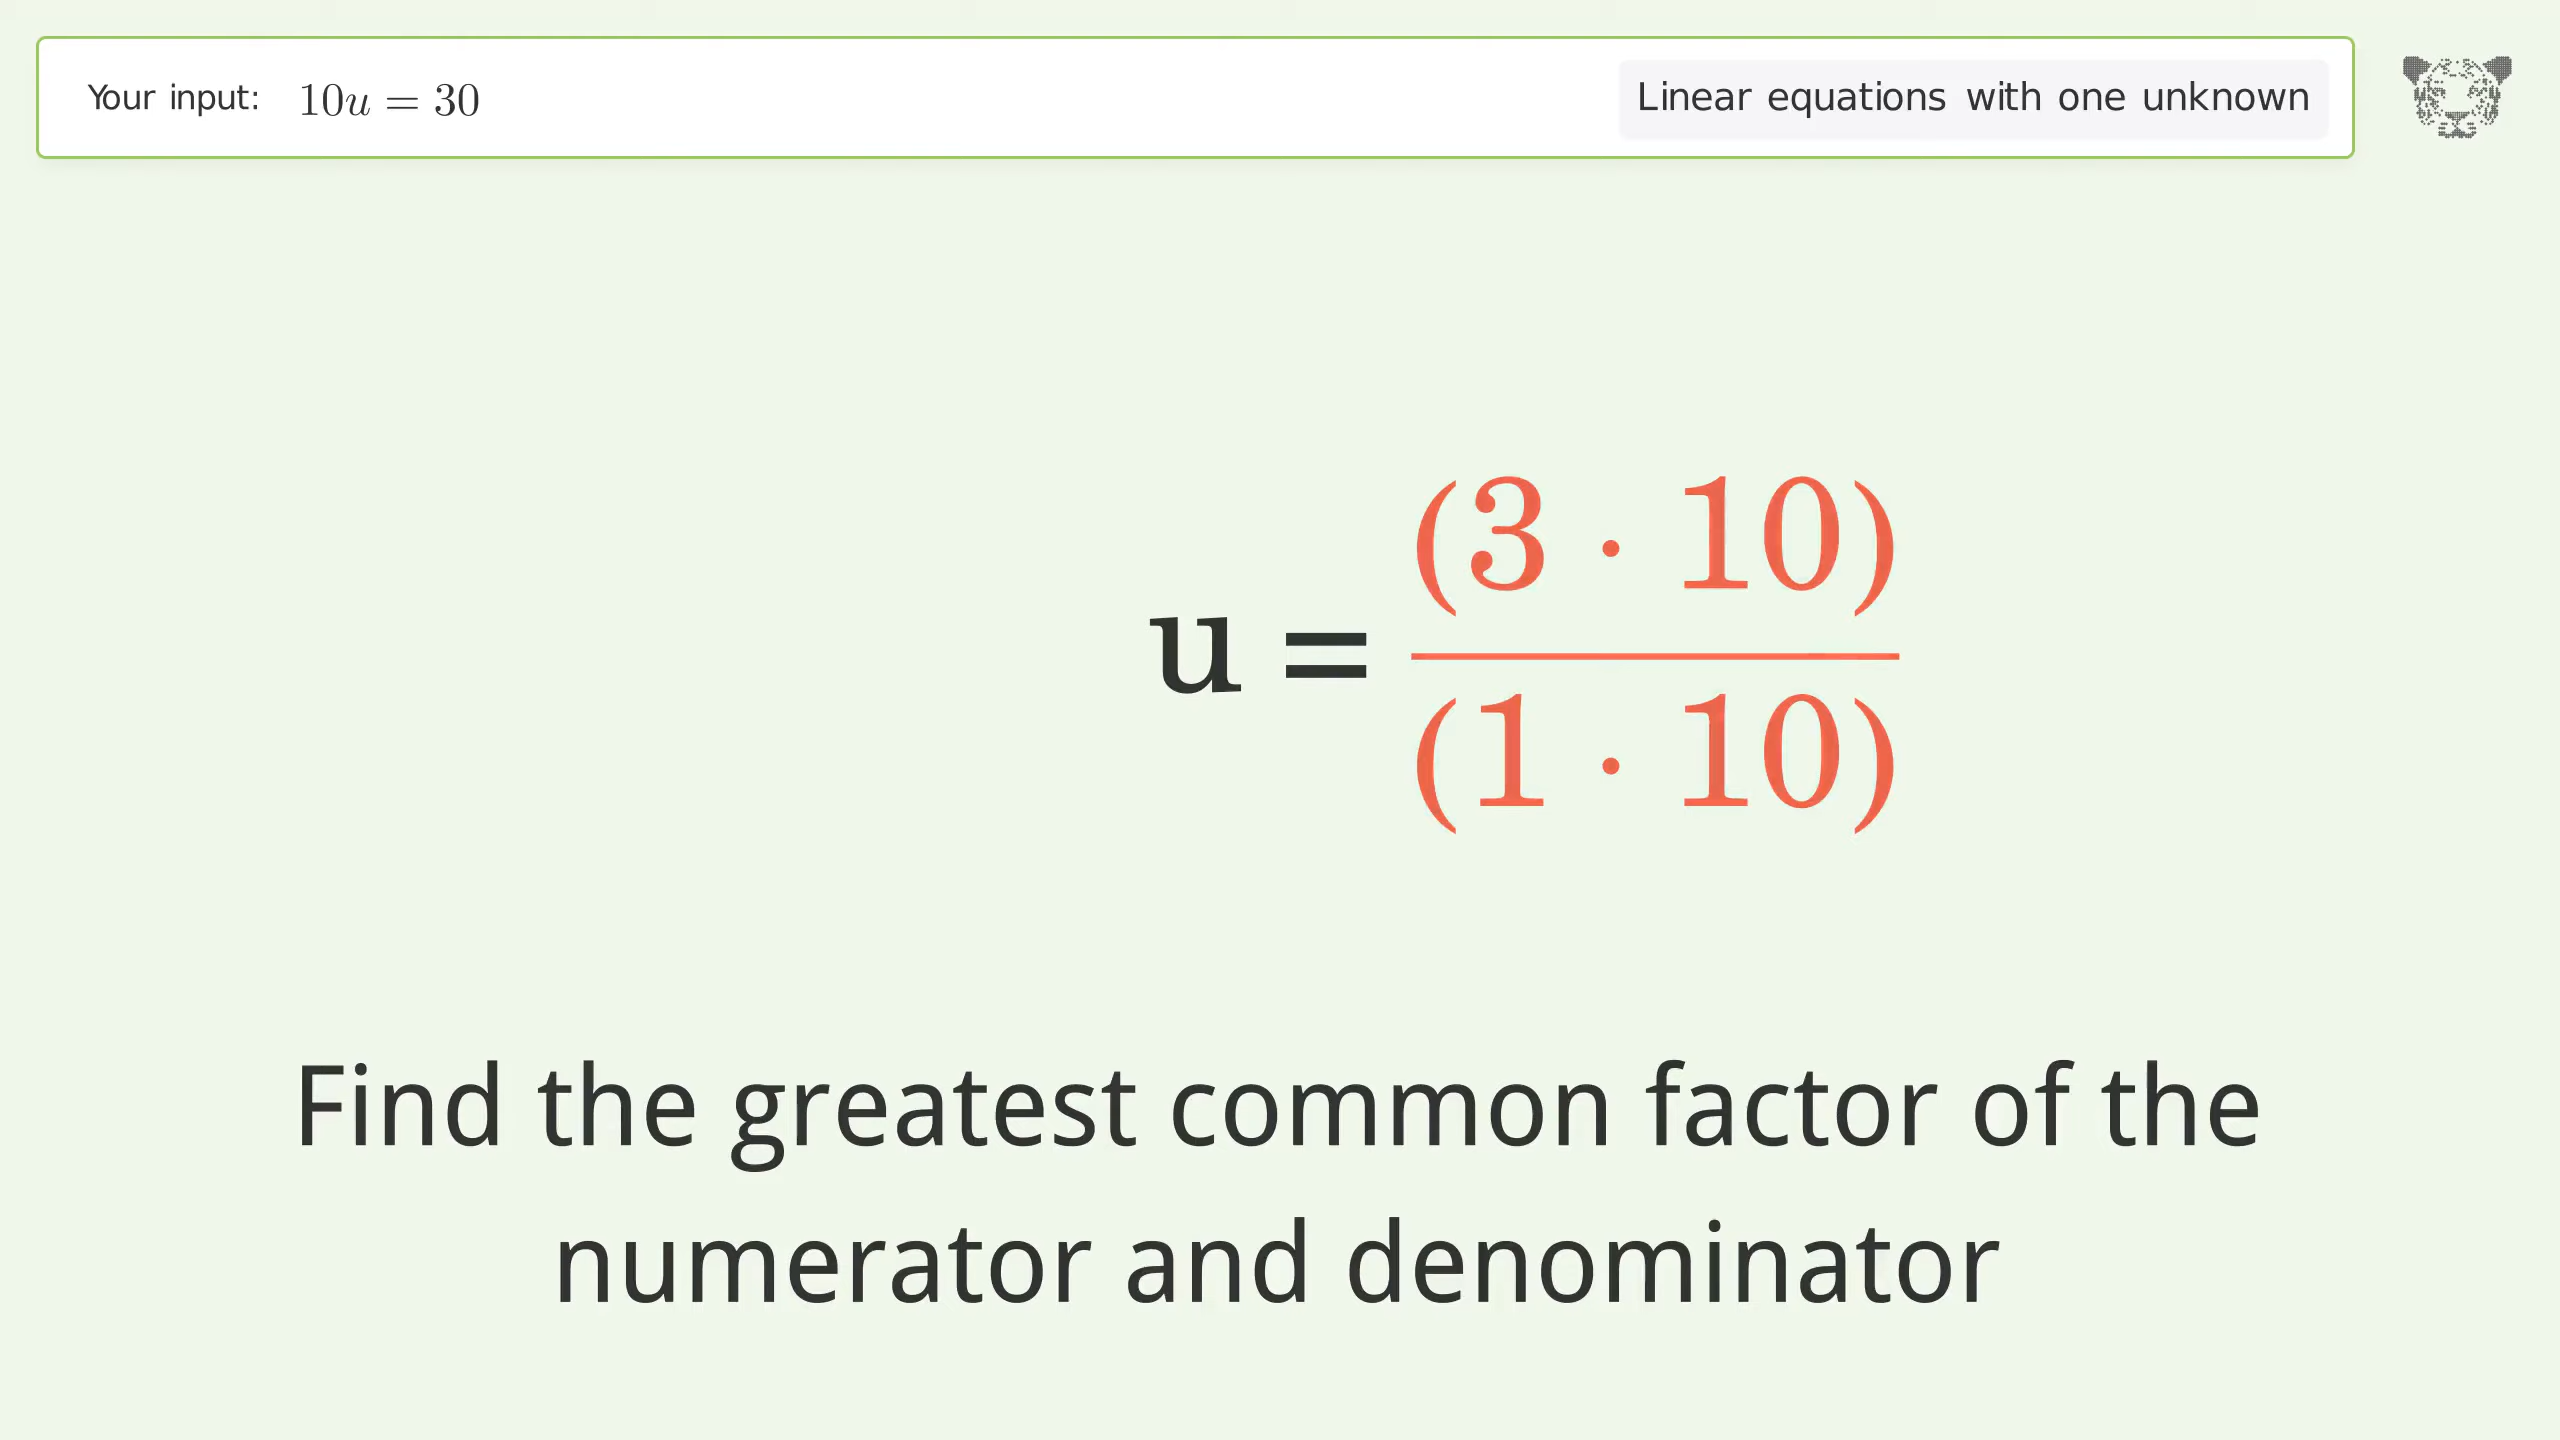 Your input: 10u = 30
Linear equations with one unknown
u = (3 · 10) / (1 · 10)
Find the greatest common factor of the
numerator and denominator